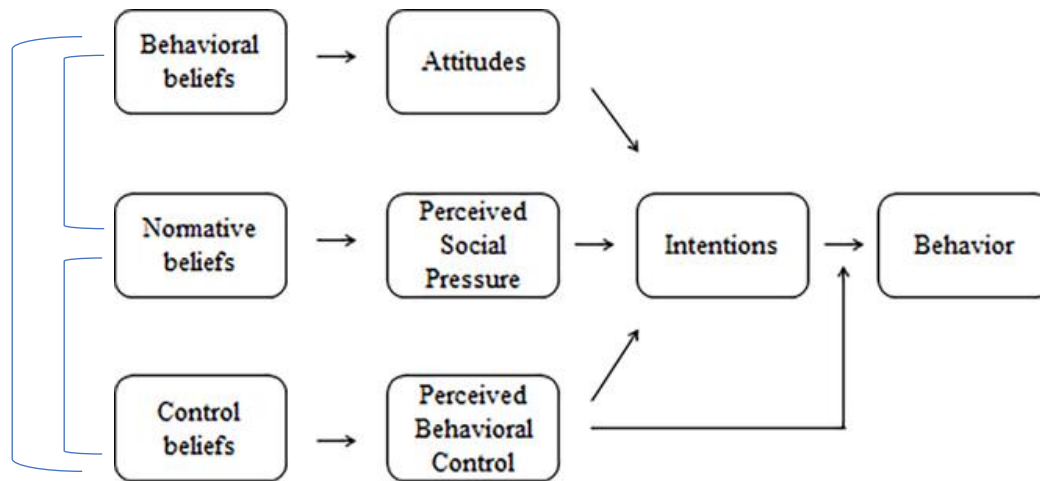 Behavioral
beliefs
Attitudes
Normative
beliefs
Perceived
Social
Pressure
Intentions
Behavior
Control
beliefs
Perceived
Behavioral
Control